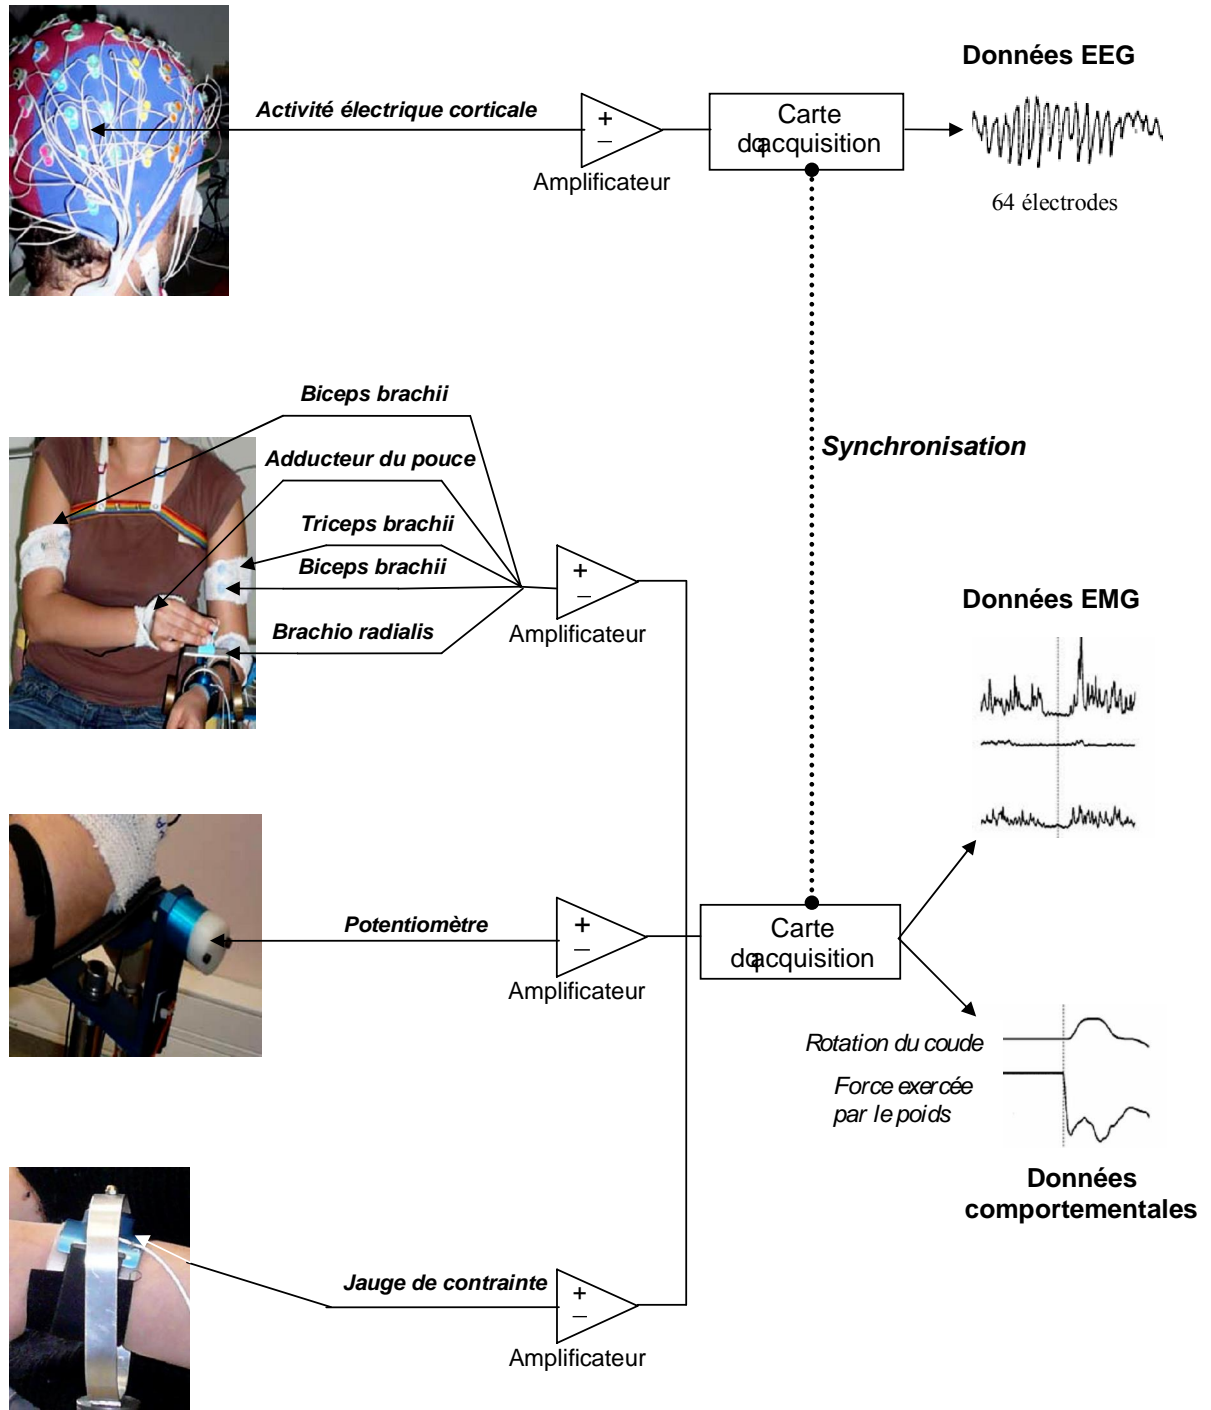 Données EEG
Activité électrique corticale
+
–
Carte
dqacquisition
Amplificateur
64 électrodes
Biceps brachii
Adducteur du pouce
Synchronisation
Triceps brachii
Biceps brachii
+
–
Brachio radialis
Amplificateur
Données EMG
Potentiomètre
+
–
Carte
dqacquisition
Amplificateur
Rotation du coude
Force exercée
par le poids
Données
comportementales
Jauge de contrainte
+
–
Amplificateur